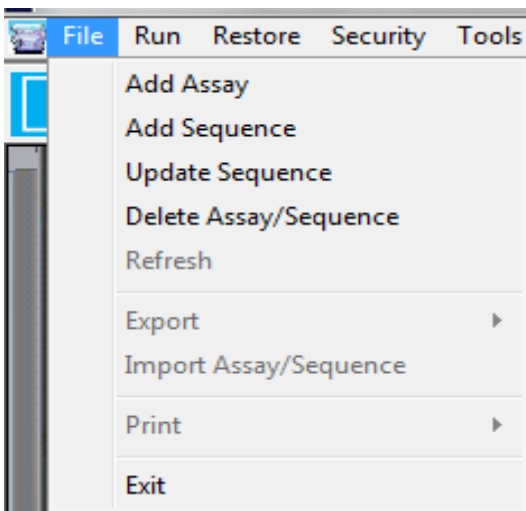 File Run Restore Security Tools
Add Assay
Add Sequence
Update Sequence
Delete Assay/Sequence
Refresh
Export
Import Assay/Sequence
Print
Exit